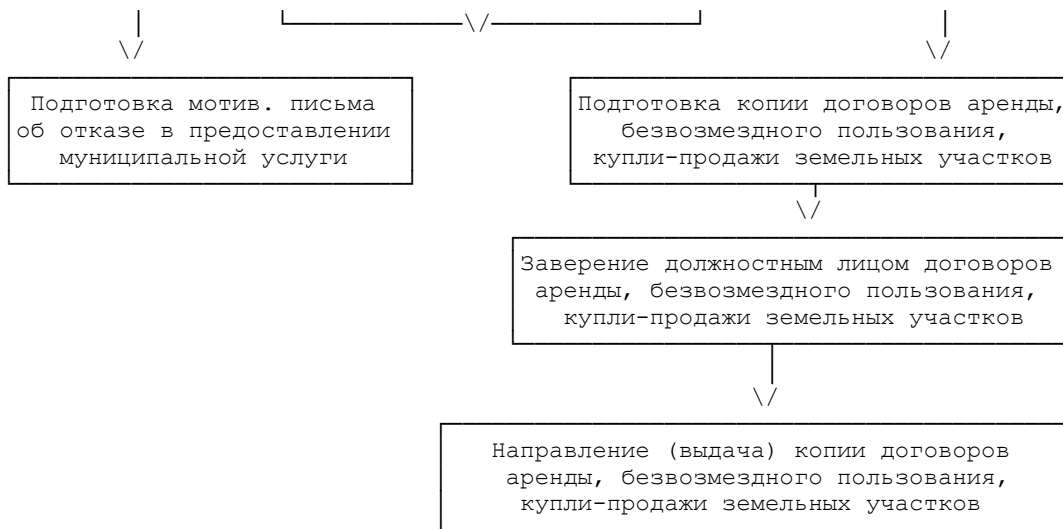 Подготовка мотив. письма
об отказе в предоставлении
муниципальной услуги
Подготовка копии договоров аренды,
безвозмездного пользования,
купли-продажи земельных участков
Заверение должностным лицом договоров
аренды, безвозмездного пользования,
купли-продажи земельных участков
Направление (выдача) копии договоров
аренды, безвозмездного пользования,
купли-продажи земельных участков